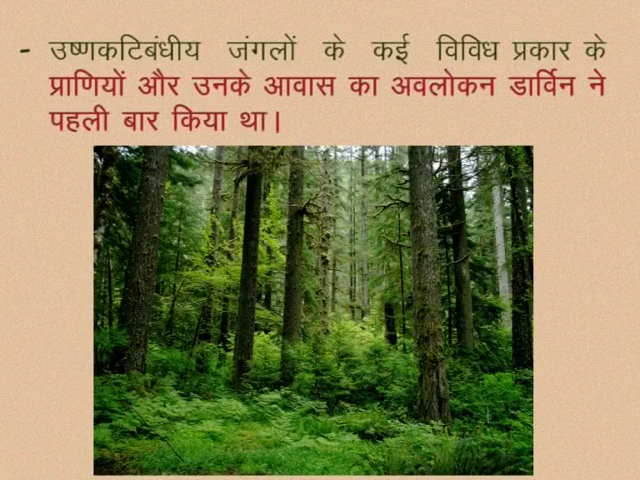 - उष्णकटिबंधीय जंगलों के कई विविध प्रकार के
प्राणियों और उनके आवास का अवलोकन डार्विन ने
पहली बार किया था।